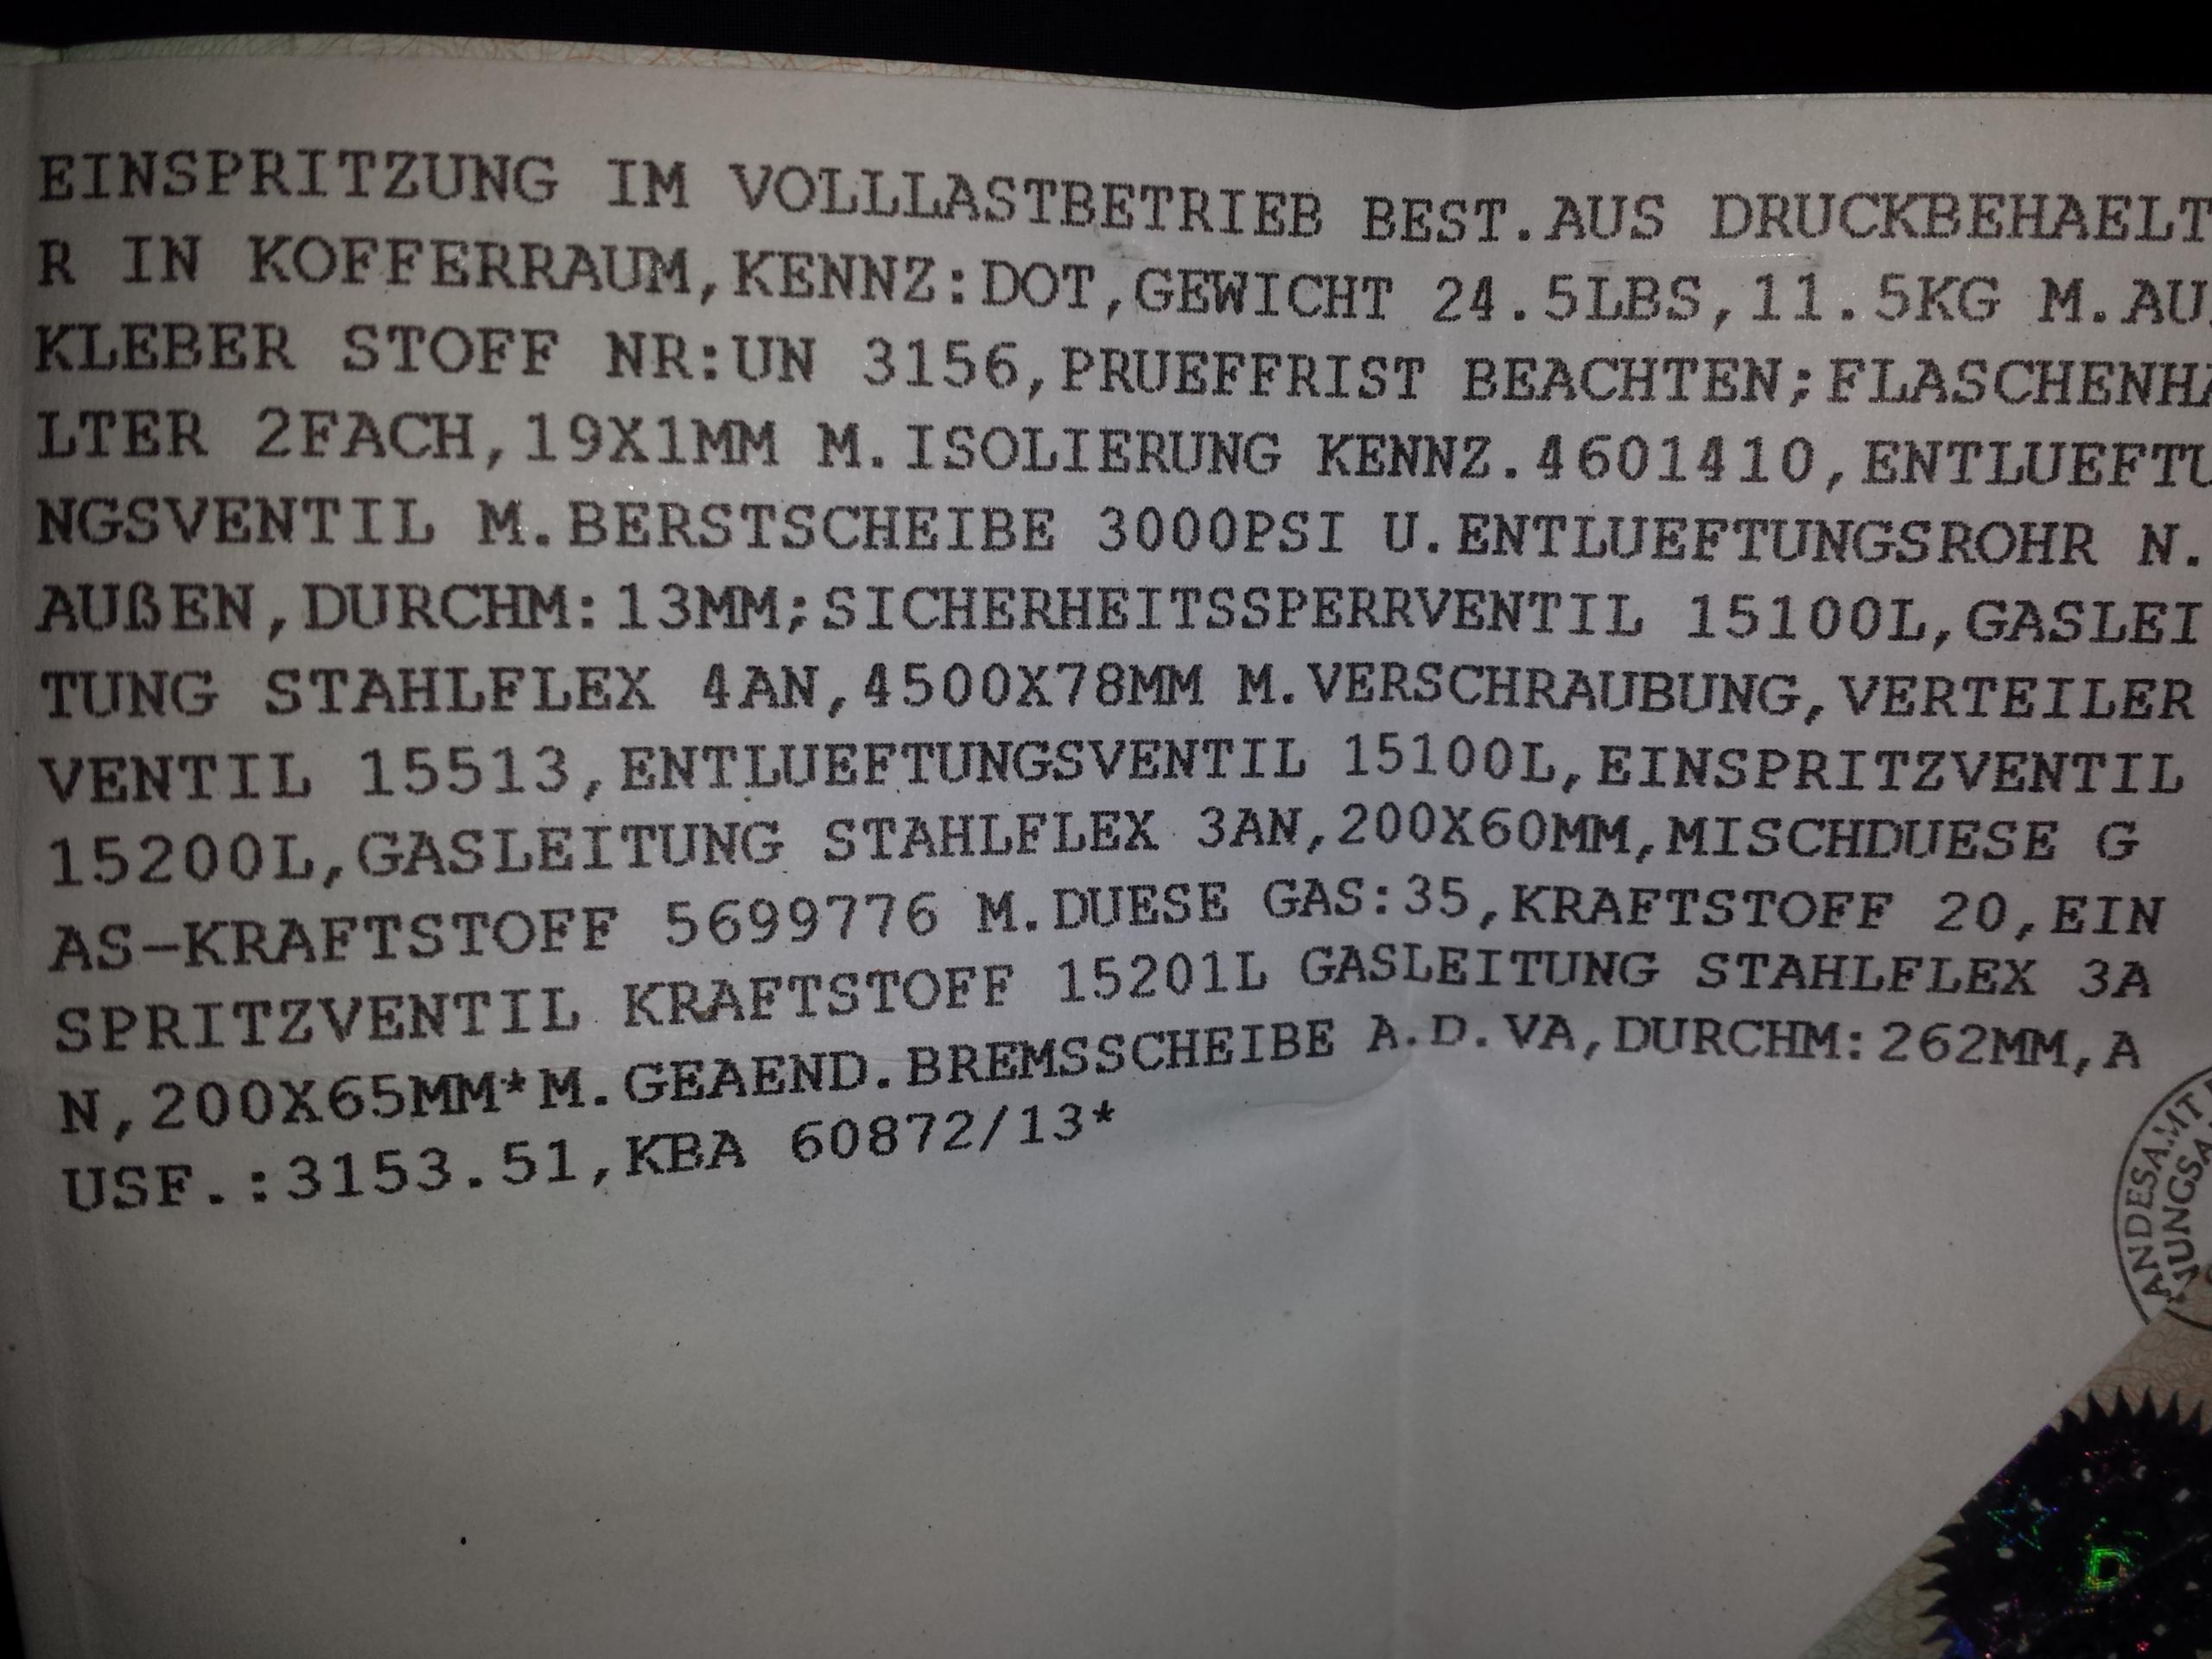 EINSPRITZUNG IM VOLLLASTBETRIEB BEST.AUS DRUCKBEHAELT
R IN KOFFERRAUM,KENNZ:DOT,GEWICHT 24.5LBS,11.5KG M.AU
KLEBER STOFF NR:UN 3156,PRUEFFRIST BEACHTEN;FLASCHENHA
LTER 2FACH,19X1MM M.ISOLIERUNG KENNZ.4601410,ENTLUEFTU
NGSVENTIL M.BERSTSCHEIBE 3000PSI U.ENTLUEFTUNGSROHR N.
AUßEN,DURCHM:13MM;SICHERHEITSSPERRVENTIL 15100L,GASLEI
TUNG STAHLFLEX 4AN,4500X78MM M.VERSCHRAUBUNG,VERTEILER
VENTIL 15513,ENTLUEFTUNGSVENTIL 15100L,EINSPRITZVENTIL
15200L,GASLEITUNG STAHLFLEX 3AN,200X60MM,MISCHDUESE G
AS-KRAFTSTOFF 5699776 M.DUESE GAS:35,KRAFTSTOFF 20,EIN
SPRITZVENTIL KRAFTSTOFF 15201L GASLEITUNG STAHLFLEX 3A
N,200X65MM*M.GEAEND.BREMSSCHEIBE A.D.VA,DURCHM:262MM,A
USF.:3153.51,KBA 60872/13*
ANDESAMT
D